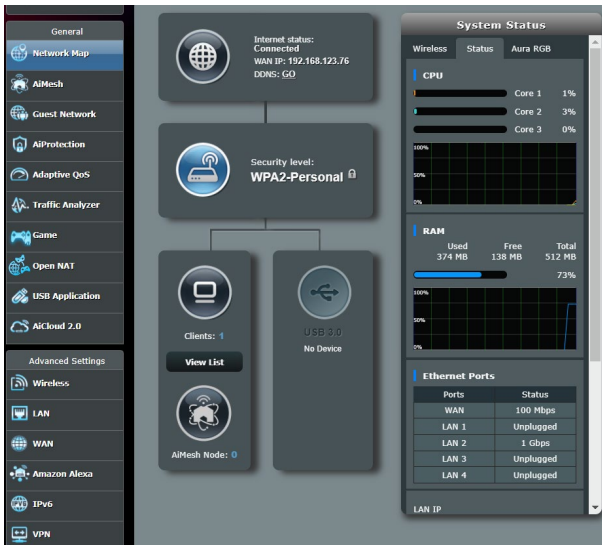 General
Network Map
AiMesh
Guest Network
AiProtection
Adaptive QoS
Traffic Analyzer
Game
Open NAT
USB Application
AiCloud 2.0
Advanced Settings
Wireless
LAN
WAN
Amazon Alexa
IPv6
VPN
Internet status:
Connected
WAN IP: 192.168.123.76
DDNS: GO
Security level:
WPA2-Personal
Clients: 1
View List
AiMesh Node: 0
USB 3.0
No Device
System Status
Wireless Status Aura RGB
CPU
Core 1 1%
Core 2 3%
Core 3 0%
100%
50%
0%
RAM
Used Free Total
374 MB 138 MB 512 MB
73%
100%
50%
0%
Ethernet Ports
Ports Status
WAN 100 Mbps
LAN 1 Unplugged
LAN 2 1 Gbps
LAN 3 Unplugged
LAN 4 Unplugged
LAN IP